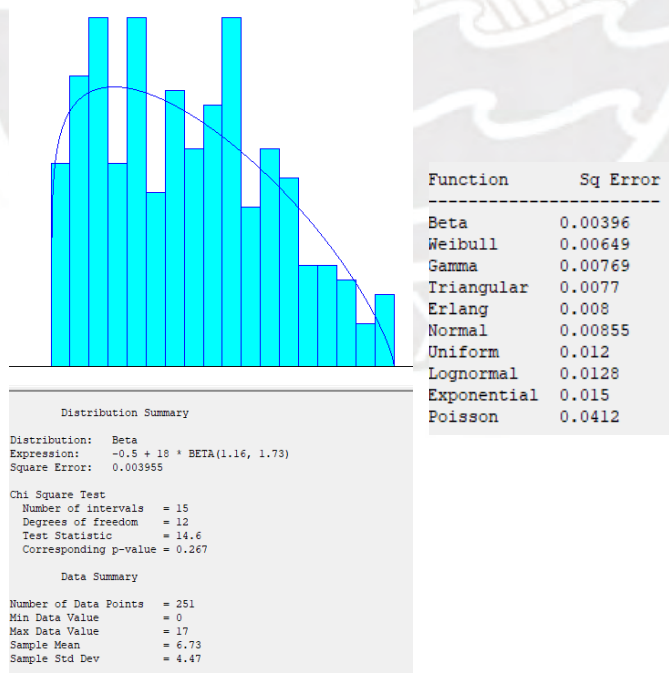 Distribution Summary
Distribution: Beta
Expression: -0.5 + 18 * BETA(1.16, 1.73)
Square Error: 0.003955
Chi Square Test
Number of intervals = 15
Degrees of freedom = 12
Test Statistic = 14.6
Corresponding p-value = 0.267
Data Summary
Number of Data Points = 251
Min Data Value = 0
Max Data Value = 17
Sample Mean = 6.73
Sample Std Dev = 4.47
Function Sq Error
------------------------
Beta 0.00396
Weibull 0.00649
Gamma 0.00769
Triangular 0.0077
Erlang 0.008
Normal 0.00855
Uniform 0.012
Lognormal 0.0128
Exponential 0.015
Poisson 0.0412